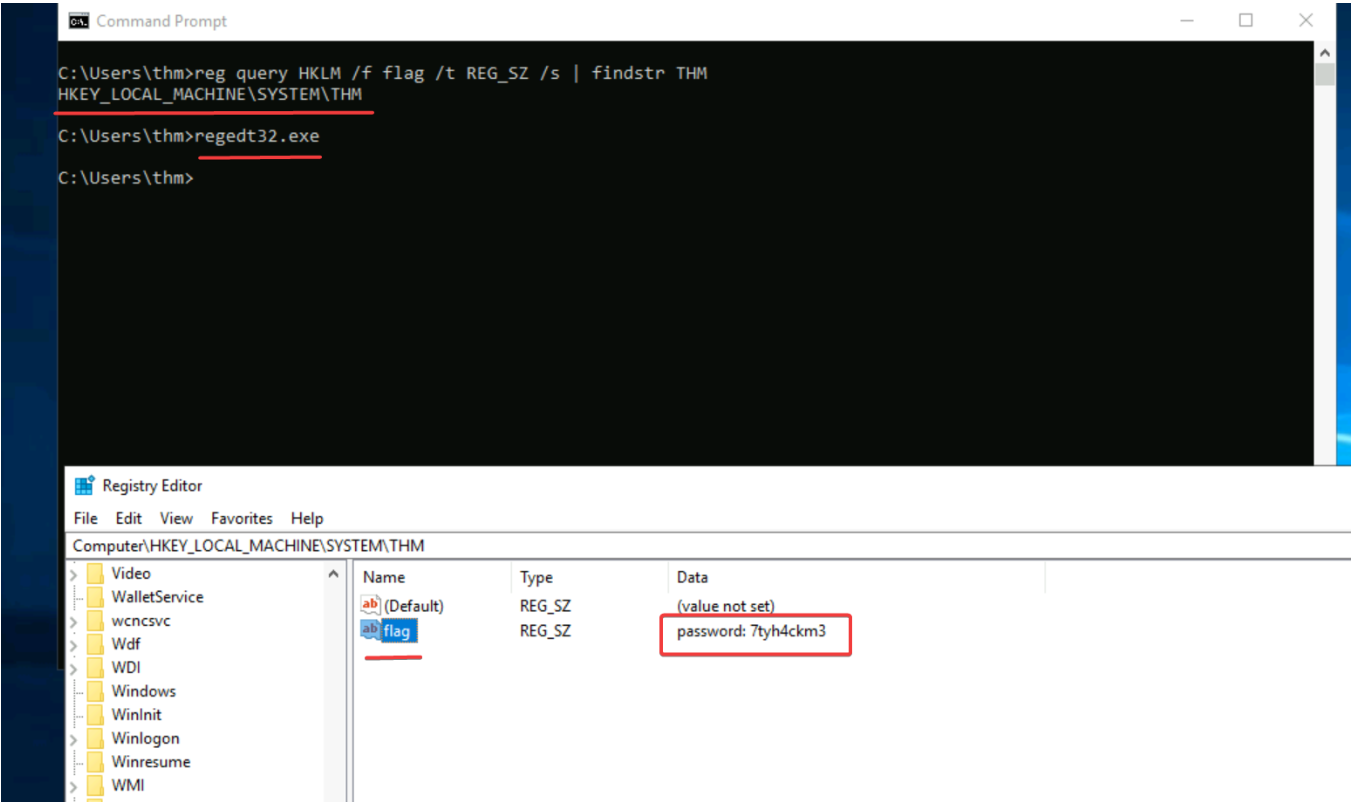 Command Prompt
C:\Users\thm>reg query HKLM /f flag /t REG_SZ /s | findstr THM
HKEY_LOCAL_MACHINE\SYSTEM\THM
C:\Users\thm>regedt32.exe
C:\Users\thm>
Registry Editor
File Edit View Favorites Help
Computer\HKEY_LOCAL_MACHINE\SYSTEM\THM
Video
WalletService
wcncsvc
Wdf
WDI
Windows
WinInit
Winlogon
Winresume
WMI
Name Type Data
(Default) REG_SZ (value not set)
flag REG_SZ password: 7tyh4ckm3